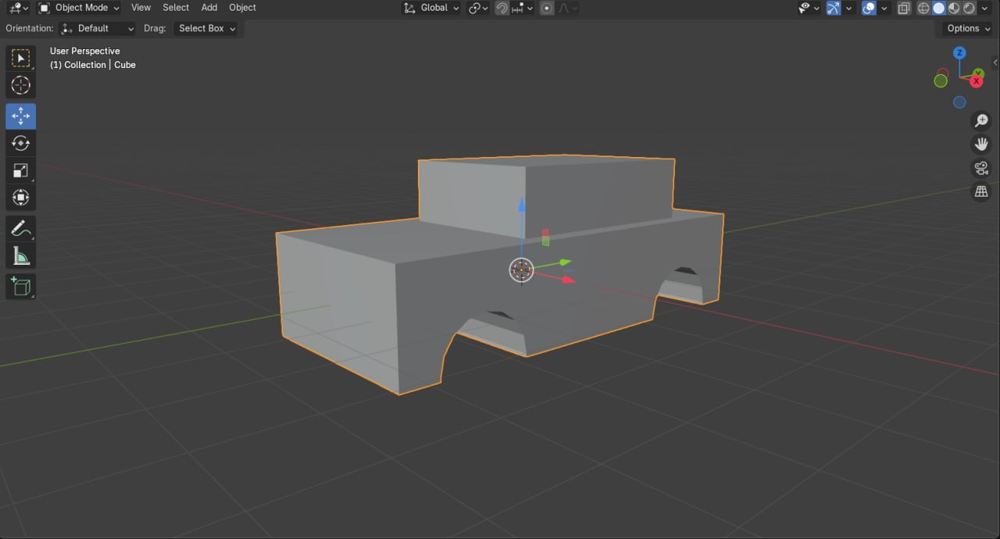 Object Mode View Select Add Object Global
Orientation: Default Drag: Select Box Options
User Perspective
(1) Collection | Cube
Z
Y
X